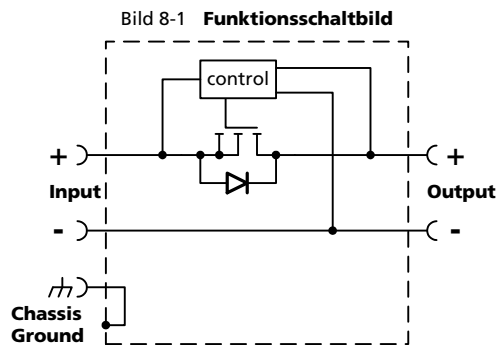 Bild 8-1 Funktionsschaltbild
control
+ +
Input Output
- -
Chassis
Ground